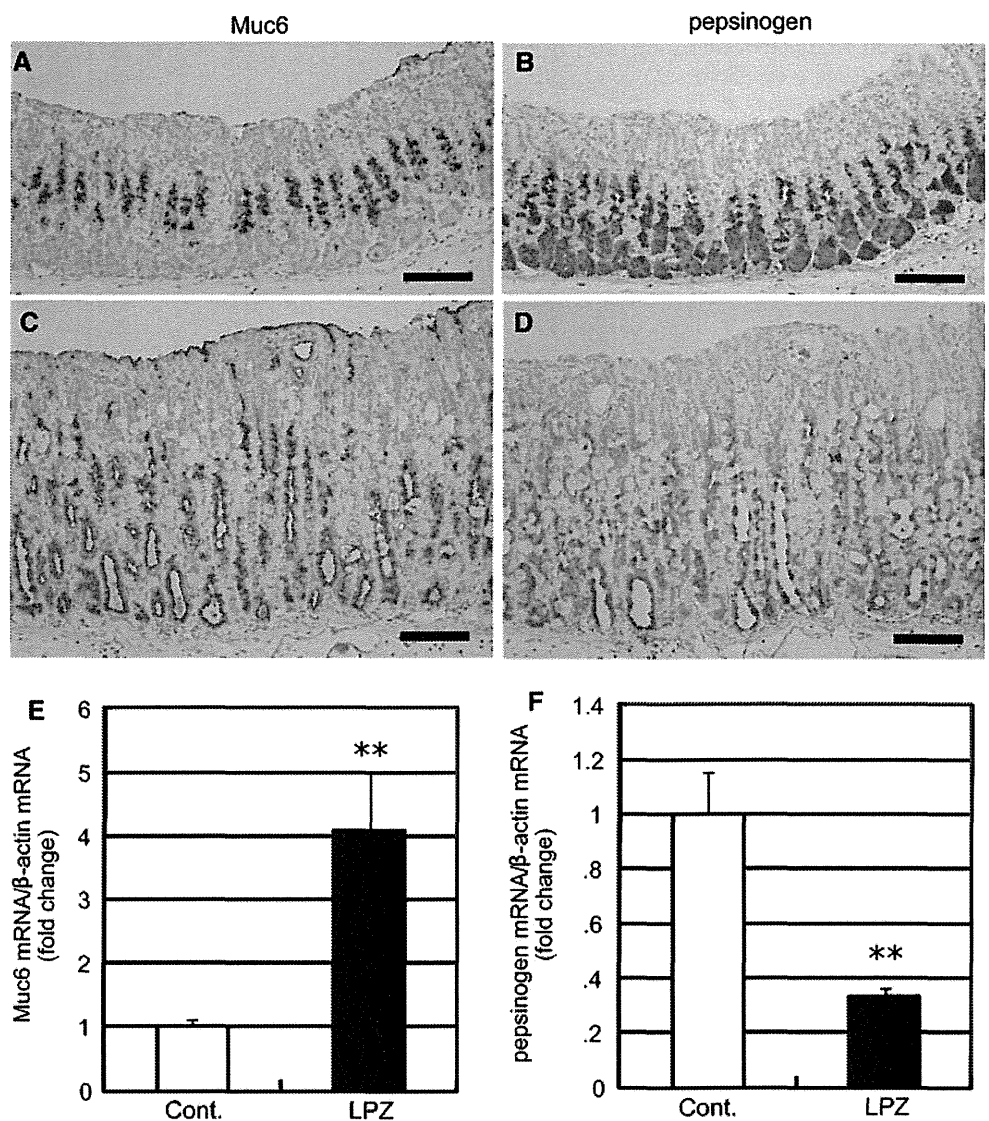 Muc6
pepsinogen
A
B
C
D
E
Muc6 mRNA/β-actin mRNA
(fold change)
6
5
4
3
2
1
0
**
Cont.
LPZ
F
pepsinogen mRNA/β-actin mRNA
(fold change)
1.4
1.2
1
.8
.6
.4
.2
0
**
Cont.
LPZ